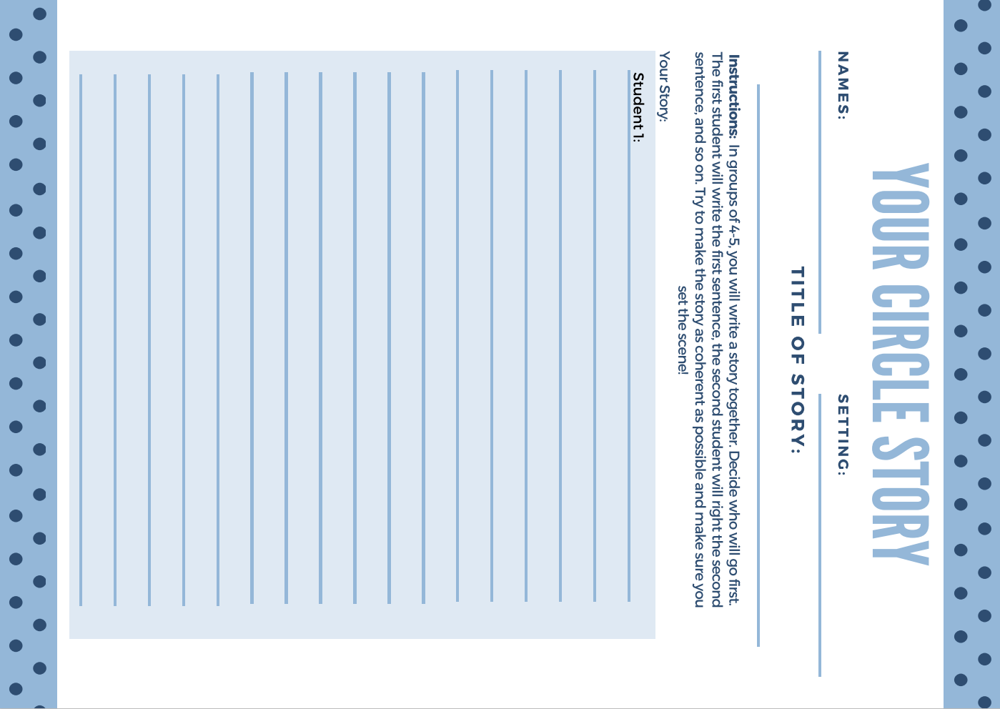 YOUR CIRCLE STORY
NAMES:
SETTING:
TITLE OF STORY:
Instructions: In groups of 4-5, you will write a story together. Decide who will go first.
The first student will write the first sentence, the second student will right the second
sentence, and so on. Try to make the story as coherent as possible and make sure you
set the scene!
Your Story:
Student 1: